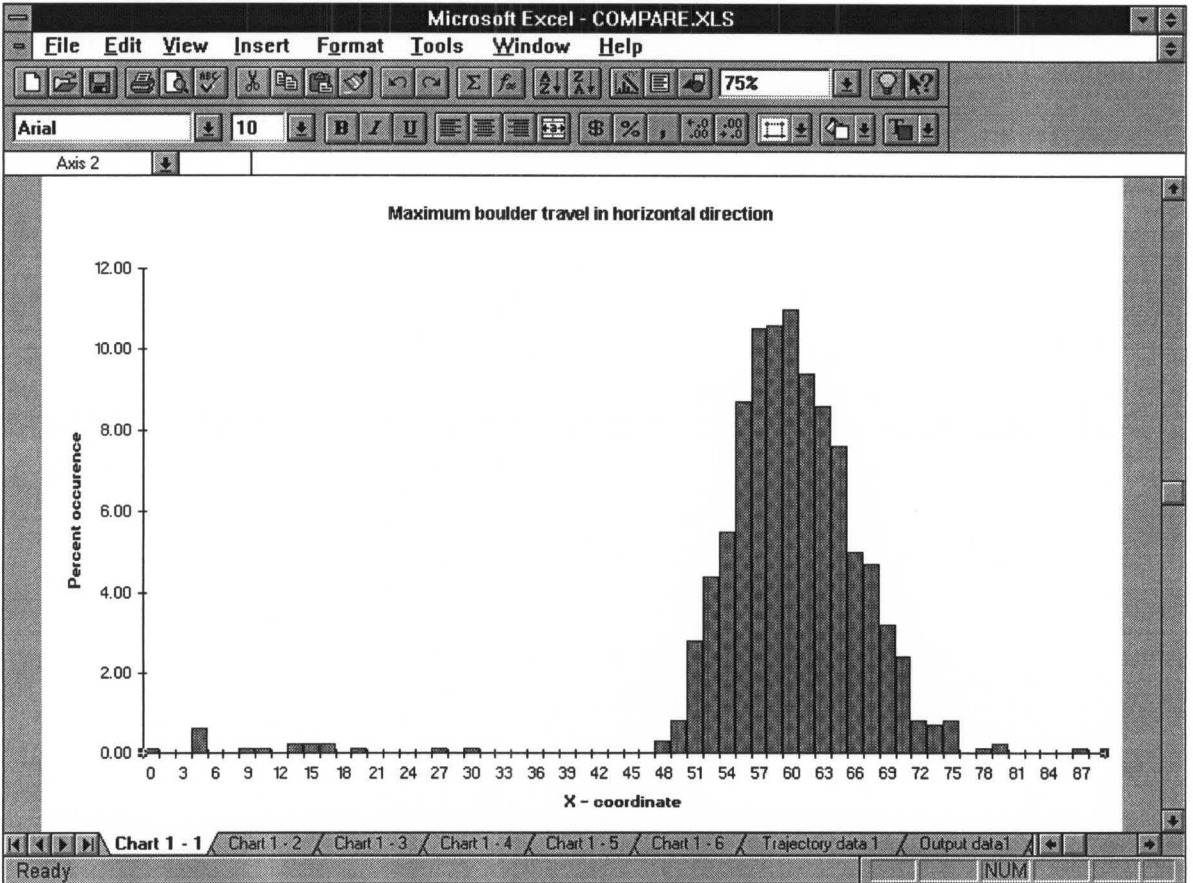 Microsoft Excel - COMPARE.XLS
File Edit View Insert Format Tools Window Help
ABC Σ f∞ A Z Z A 75% ?
Arial 10 B I U a $ % , ←.0 .00 .00 →.0 T
Axis 2
Maximum boulder travel in horizontal direction
12.00
10.00
8.00
6.00
4.00
2.00
0.00
Percent occurence
0 3 6 9 12 15 18 21 24 27 30 33 36 39 42 45 48 51 54 57 60 63 66 69 72 75 78 81 84 87
X - coordinate
Chart 1 - 1 Chart 1 - 2 Chart 1 - 3 Chart 1 - 4 Chart 1 - 5 Chart 1 - 6 Trajectory data 1 Output data1
Ready NUM